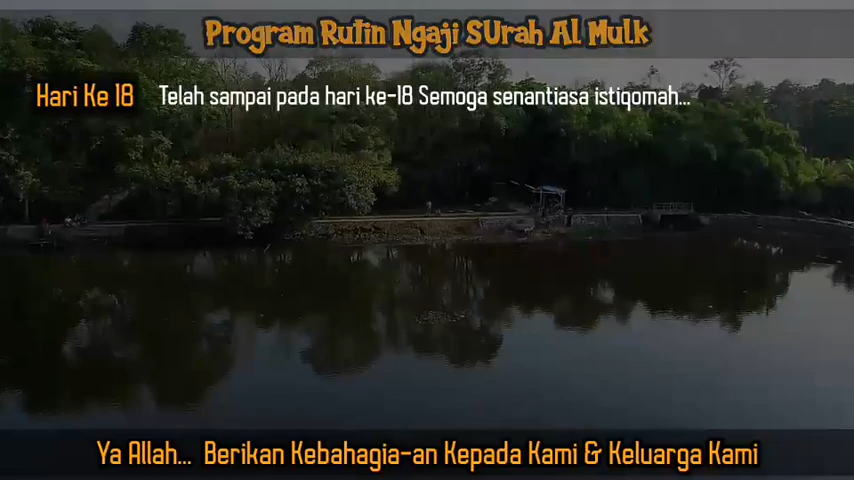 Program Rutin Ngaji SUrah Al Mulk
Hari Ke 18
Telah sampai pada hari ke-18 Semoga senantiasa istiqomah...
Ya Allah... Berikan Kebahagia-an Kepada Kami & Keluarga Kami